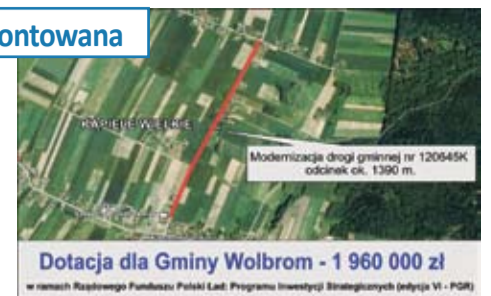 ontowana
KĄPIELE WIELKIE
Modernizacja drogi gminnej nr 120645K
odcinek ok. 1390 m.
Dotacja dla Gminy Wolbrom - 1 960 000 zł
w ramach Rządowego Funduszu Polski Ład: Programu Inwestycji Strategicznych (edycja VI - PGR)